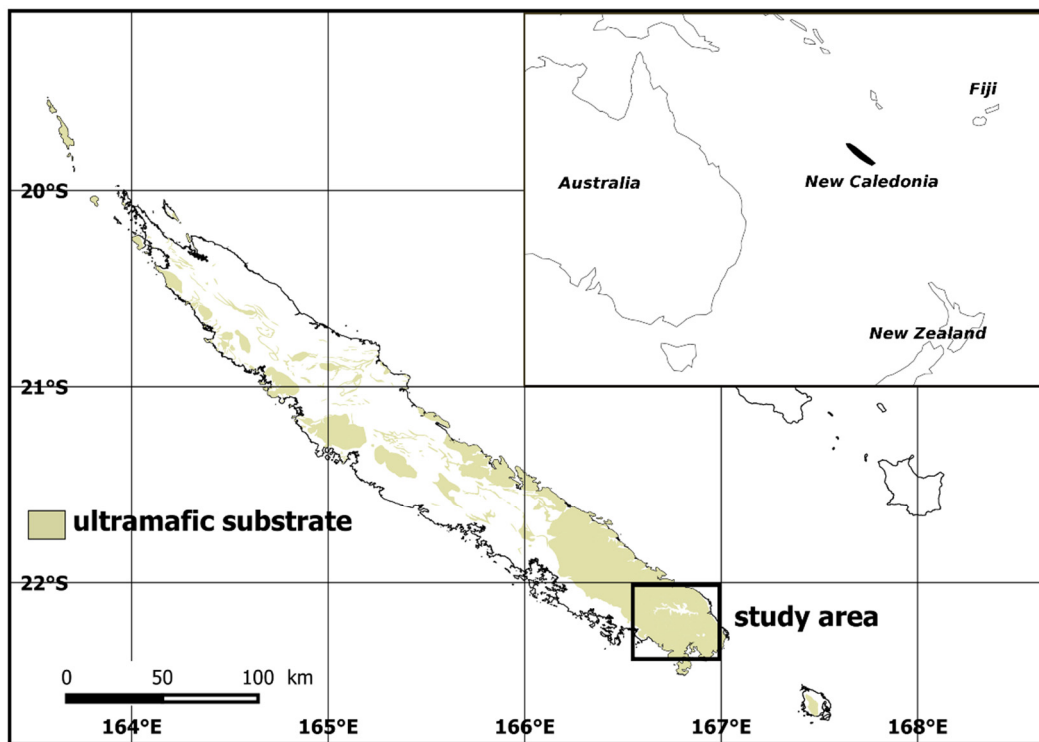 Fiji
Australia
New Caledonia
New Zealand
20°S
21°S
ultramafic substrate
22°S
study area
0 50 100 km
164°E 165°E 166°E 167°E 168°E